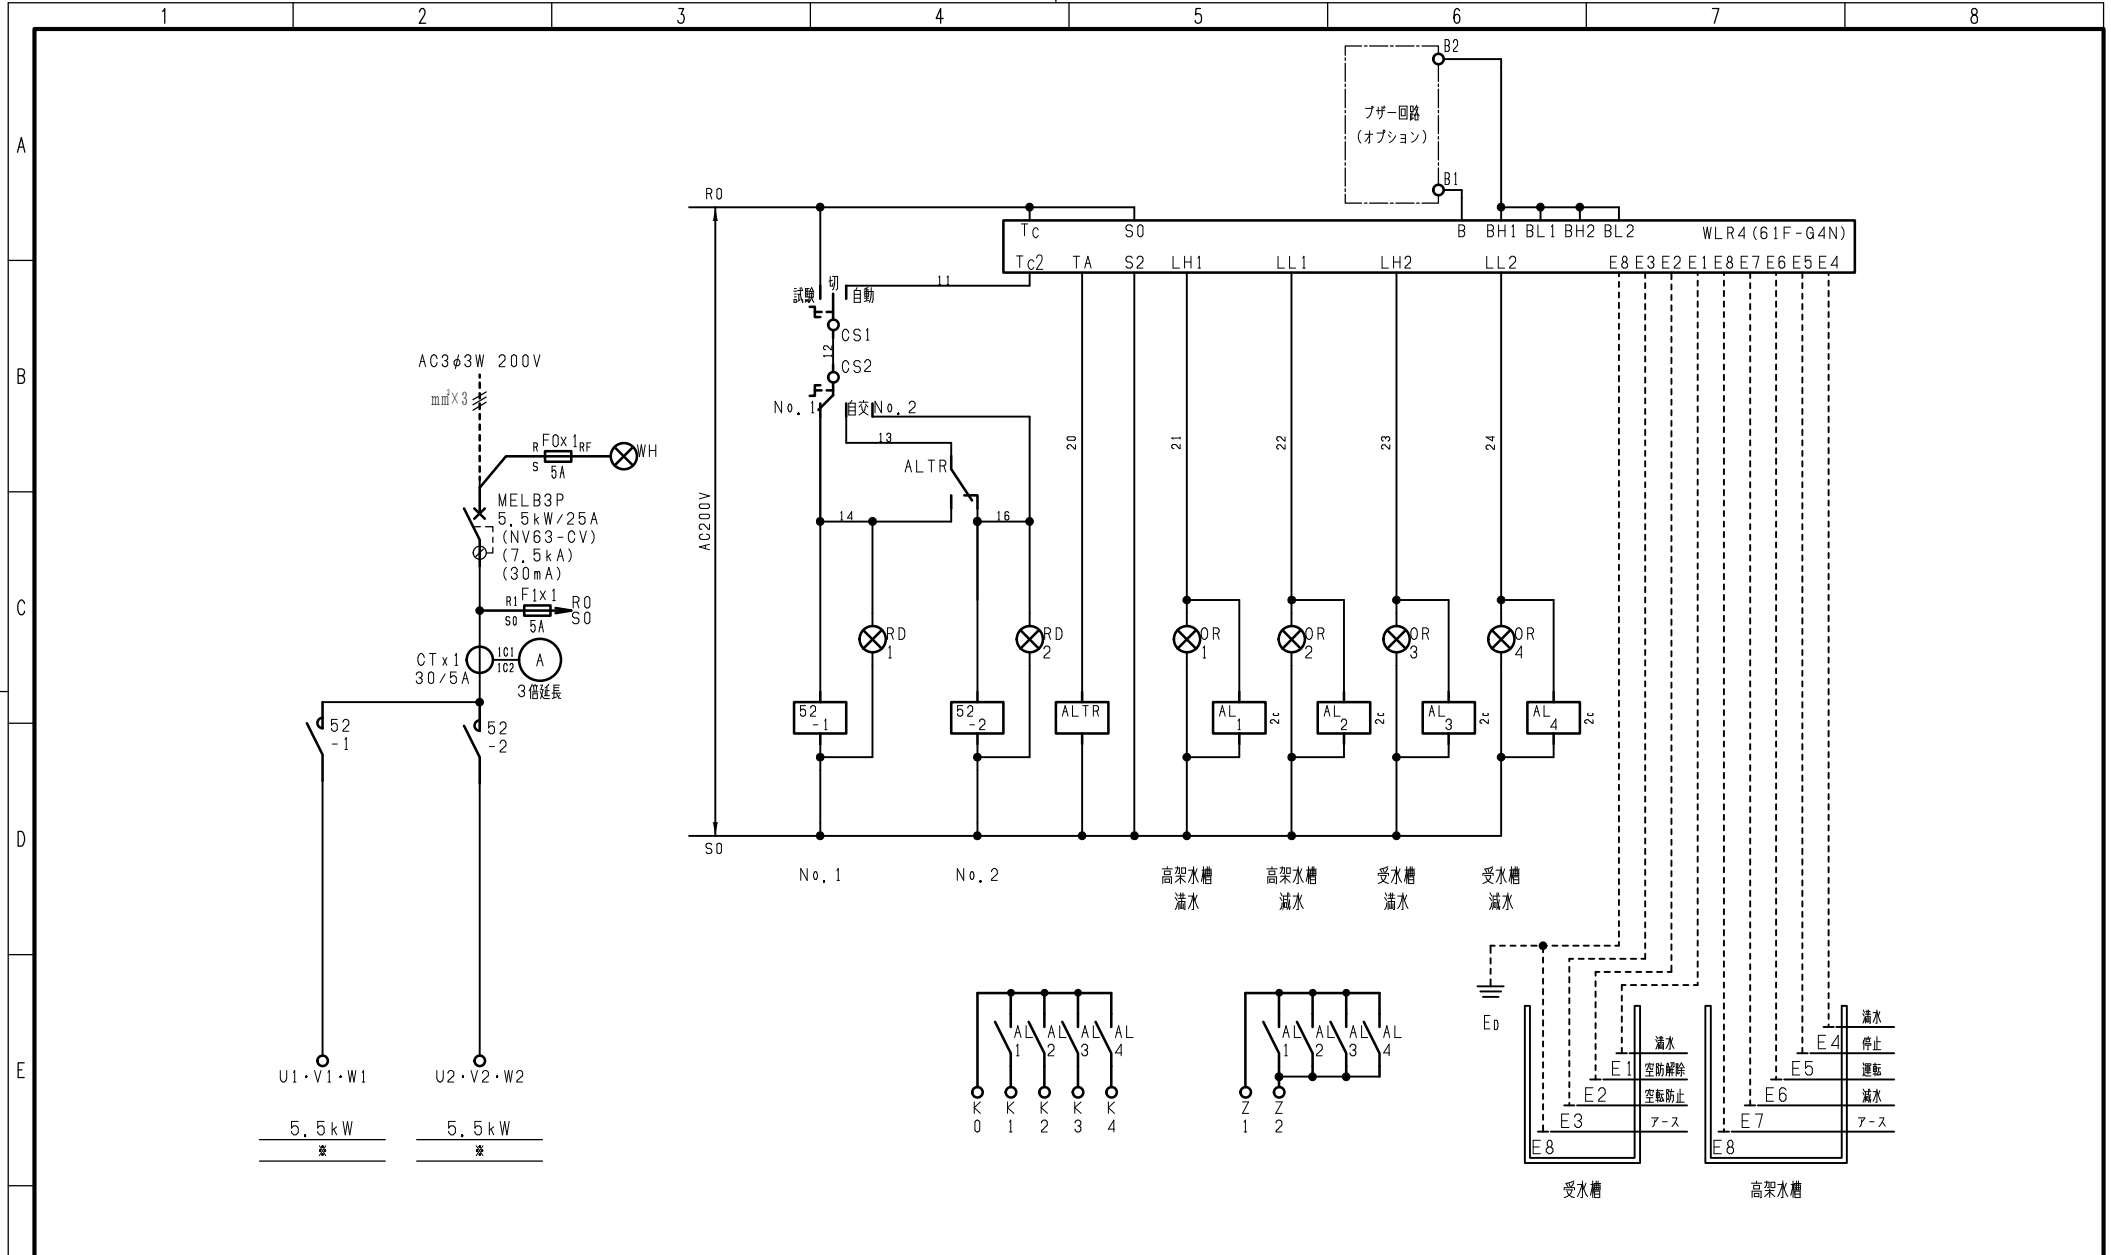 1 2 3 4 5 6 7 8
A
B
C
D
E
B2
ブザー回路
(オプション)
B1
R0
Tc S0 B BH1 BL1 BH2 BL2 WLR4(61F-G4N)
Tc2 TA S2 LH1 LL1 LH2 LL2 E8 E3 E2 E1 E8 E7 E6 E5 E4
試験 切 自動 11
CS1
12
CS2
No.1 自交 No.2
13
ALTR
14 16
20 21 22 23 24
AC200V
AC3φ3W 200V
mm²×3
R F0x1 RF WH
S 5A
MELB3P
5.5kW/25A
(NV63-CV)
(7.5kA)
(30mA)
R1 F1x1 R0
S0 5A S0
CTx1 1C1 A
30/5A 1C2
3倍延長
52
-1
52
-2
RD
1
RD
2
OR
1
OR
2
OR
3
OR
4
52
-1
52
-2
ALTR
AL
1
2c
AL
2
2c
AL
3
2c
AL
4
2c
S0
No.1 No.2
高架水槽
満水
高架水槽
減水
受水槽
満水
受水槽
減水
U1・V1・W1 U2・V2・W2
5.5kW 5.5kW
※ ※
AL
1
AL
2
AL
3
AL
4
K
0
K
1
K
2
K
3
K
4
AL
1
AL
2
AL
3
AL
4
Z
1
Z
2
ED
満水
E1 空防解除
E2 空転防止
E3 アース
E8
受水槽
満水
E4 停止
E5 運転
E6 減水
E7 アース
E8
高架水槽